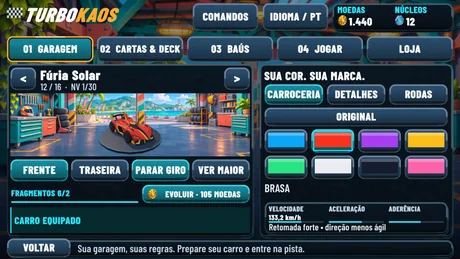 TURBOKAOS
COMANDOS
IDIOMA / PT
MOEDAS
1.440
NÚCLEOS
12
01 GARAGEM
02 CARTAS & DECK
03 BAÚS
04 JOGAR
LOJA
<
Fúria Solar
12 / 16 · NV 1/30
>
FRENTE
TRASEIRA
PARAR GIRO
VER MAIOR
FRAGMENTOS 6/2
EVOLUIR · 105 MOEDAS
CARRO EQUIPADO
SUA COR. SUA MARCA.
CARROCERIA
DETALHES
RODAS
ORIGINAL
BRASA
VELOCIDADE
133,2 km/h
ACELERAÇÃO
ADERÊNCIA
Retomada forte • direção menos ágil
VOLTAR
Sua garagem, suas regras. Prepare seu carro e entre na pista.